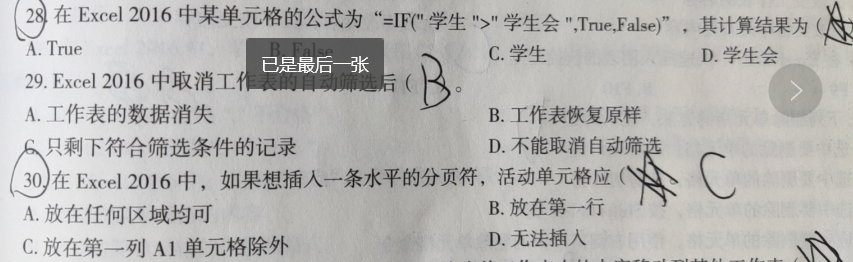 28. 在 Excel 2016 中某单元格的公式为“=IF("学生">"学生会",True,False)”，其计算结果为（
A. True B. False C. 学生 D. 学生会
已是最后一张
29. Excel 2016 中取消工作表的自动筛选后（ B ）。
A. 工作表的数据消失 B. 工作表恢复原样
C. 只剩下符合筛选条件的记录 D. 不能取消自动筛选
30. 在 Excel 2016 中，如果想插入一条水平的分页符，活动单元格应（ C
A. 放在任何区域均可 B. 放在第一行
C. 放在第一列 A1 单元格除外 D. 无法插入